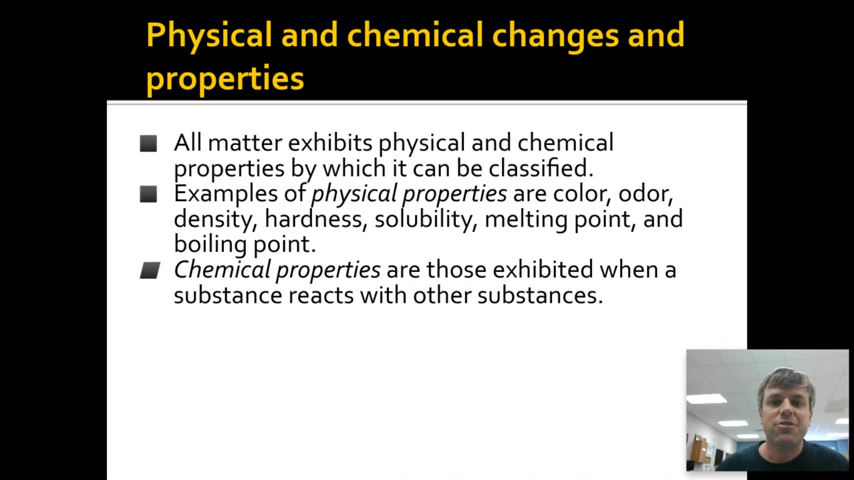 Physical and chemical changes and
properties
All matter exhibits physical and chemical
properties by which it can be classified.
Examples of physical properties are color, odor,
density, hardness, solubility, melting point, and
boiling point.
Chemical properties are those exhibited when a
substance reacts with other substances.